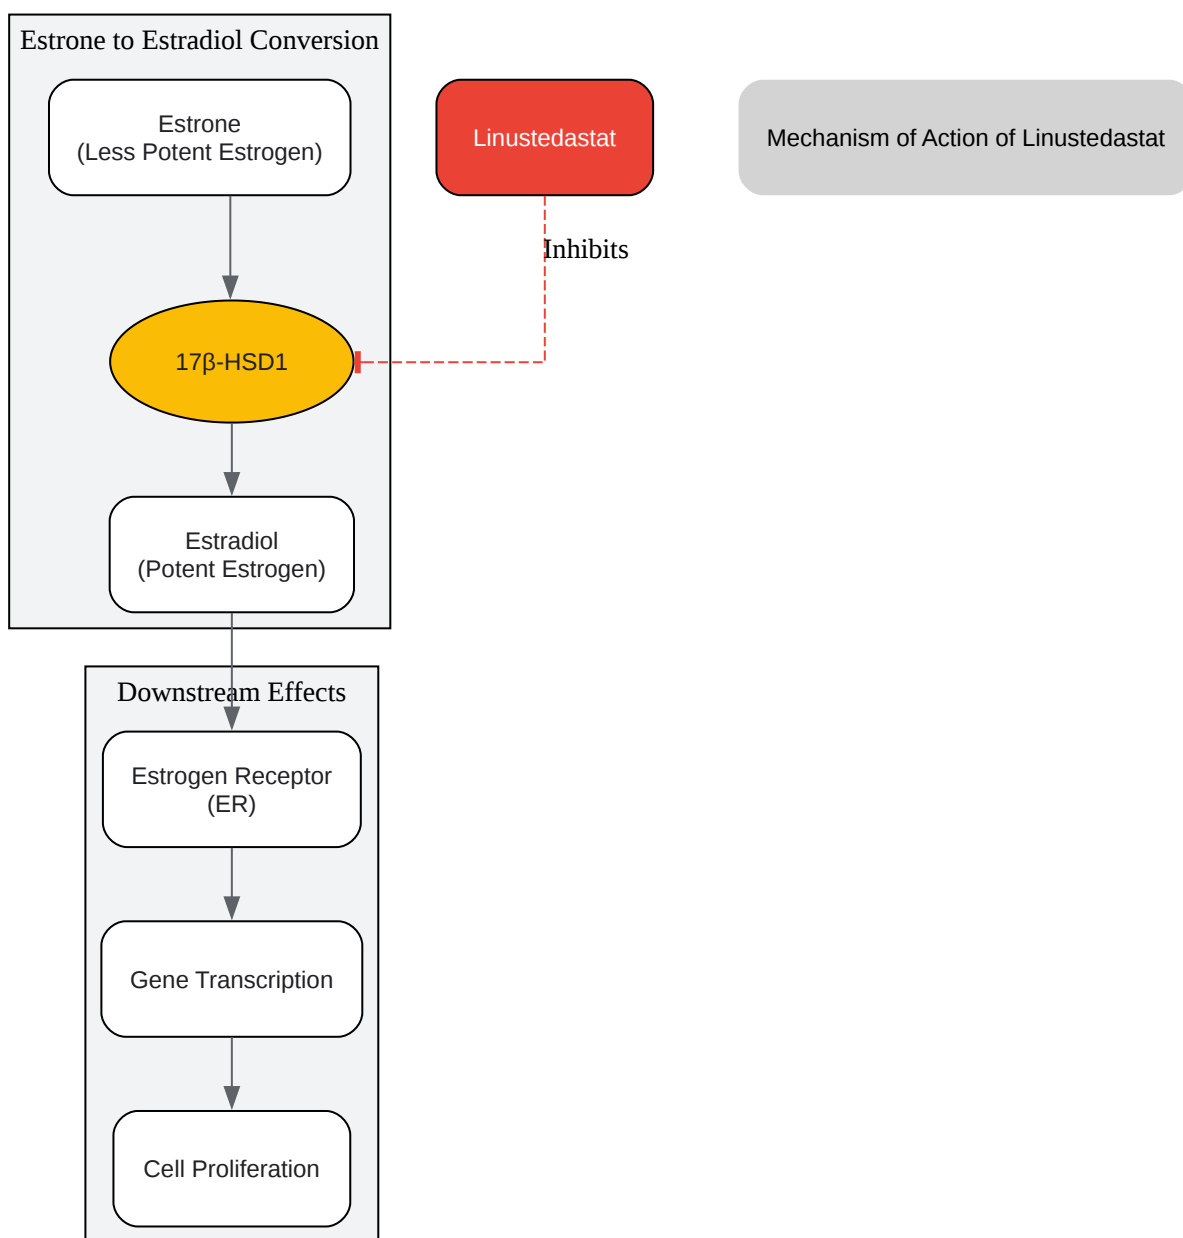 Estrone to Estradiol Conversion
Estrone
(Less Potent Estrogen)
Linustedastat
Mechanism of Action of Linustedastat
Inhibits
17β-HSD1
Estradiol
(Potent Estrogen)
Downstream Effects
Estrogen Receptor
(ER)
Gene Transcription
Cell Proliferation